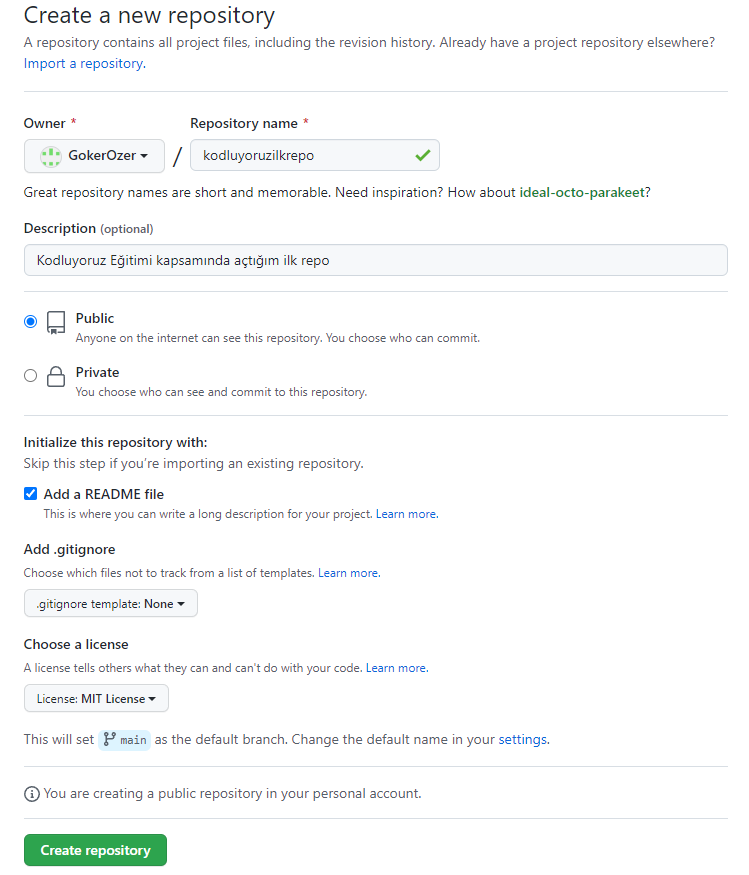 Create a new repository
A repository contains all project files, including the revision history. Already have a project repository elsewhere?
Import a repository.
Owner * Repository name *
GokerOzer / kodluyoruzilkrepo
Great repository names are short and memorable. Need inspiration? How about ideal-octo-parakeet?
Description (optional)
Kodluyoruz Eğitimi kapsamında açtığım ilk repo
Public
Anyone on the internet can see this repository. You choose who can commit.
Private
You choose who can see and commit to this repository.
Initialize this repository with:
Skip this step if you're importing an existing repository.
Add a README file
This is where you can write a long description for your project. Learn more.
Add .gitignore
Choose which files not to track from a list of templates. Learn more.
.gitignore template: None
Choose a license
A license tells others what they can and can't do with your code. Learn more.
License: MIT License
This will set main as the default branch. Change the default name in your settings.
You are creating a public repository in your personal account.
Create repository